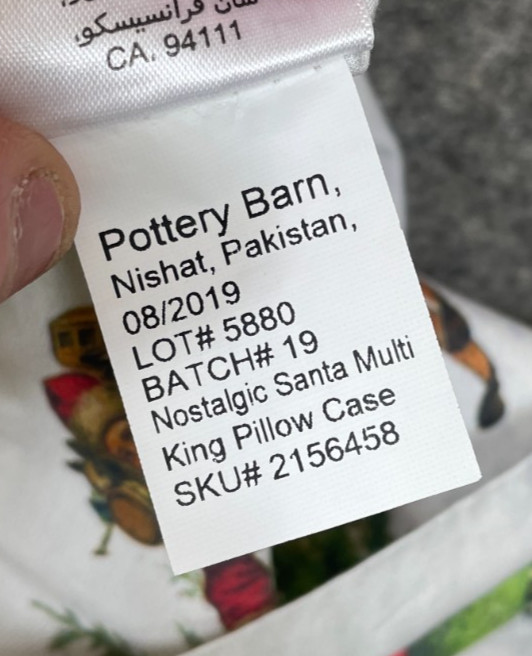 سان فرانسيسكو,
CA. 94111
Pottery Barn,
Nishat, Pakistan,
08/2019
LOT# 5880
BATCH# 19
Nostalgic Santa Multi
King Pillow Case
SKU# 2156458